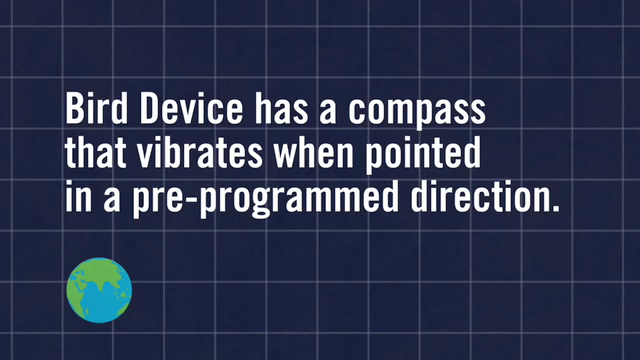 Bird Device has a compass
that vibrates when pointed
in a pre-programmed direction.